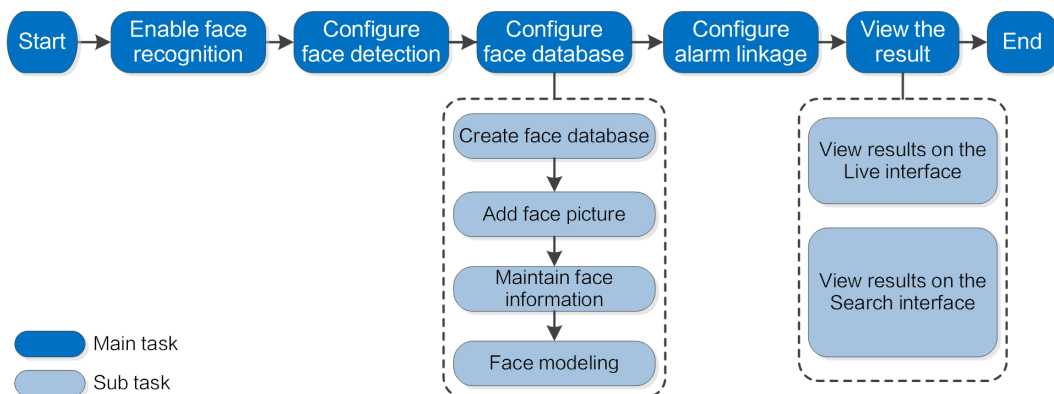 Start
Enable face
recognition
Configure
face detection
Configure
face database
Configure
alarm linkage
View the
result
End
Create face database
Add face picture
Maintain face
information
Face modeling
View results on the
Live interface
View results on the
Search interface
Main task
Sub task